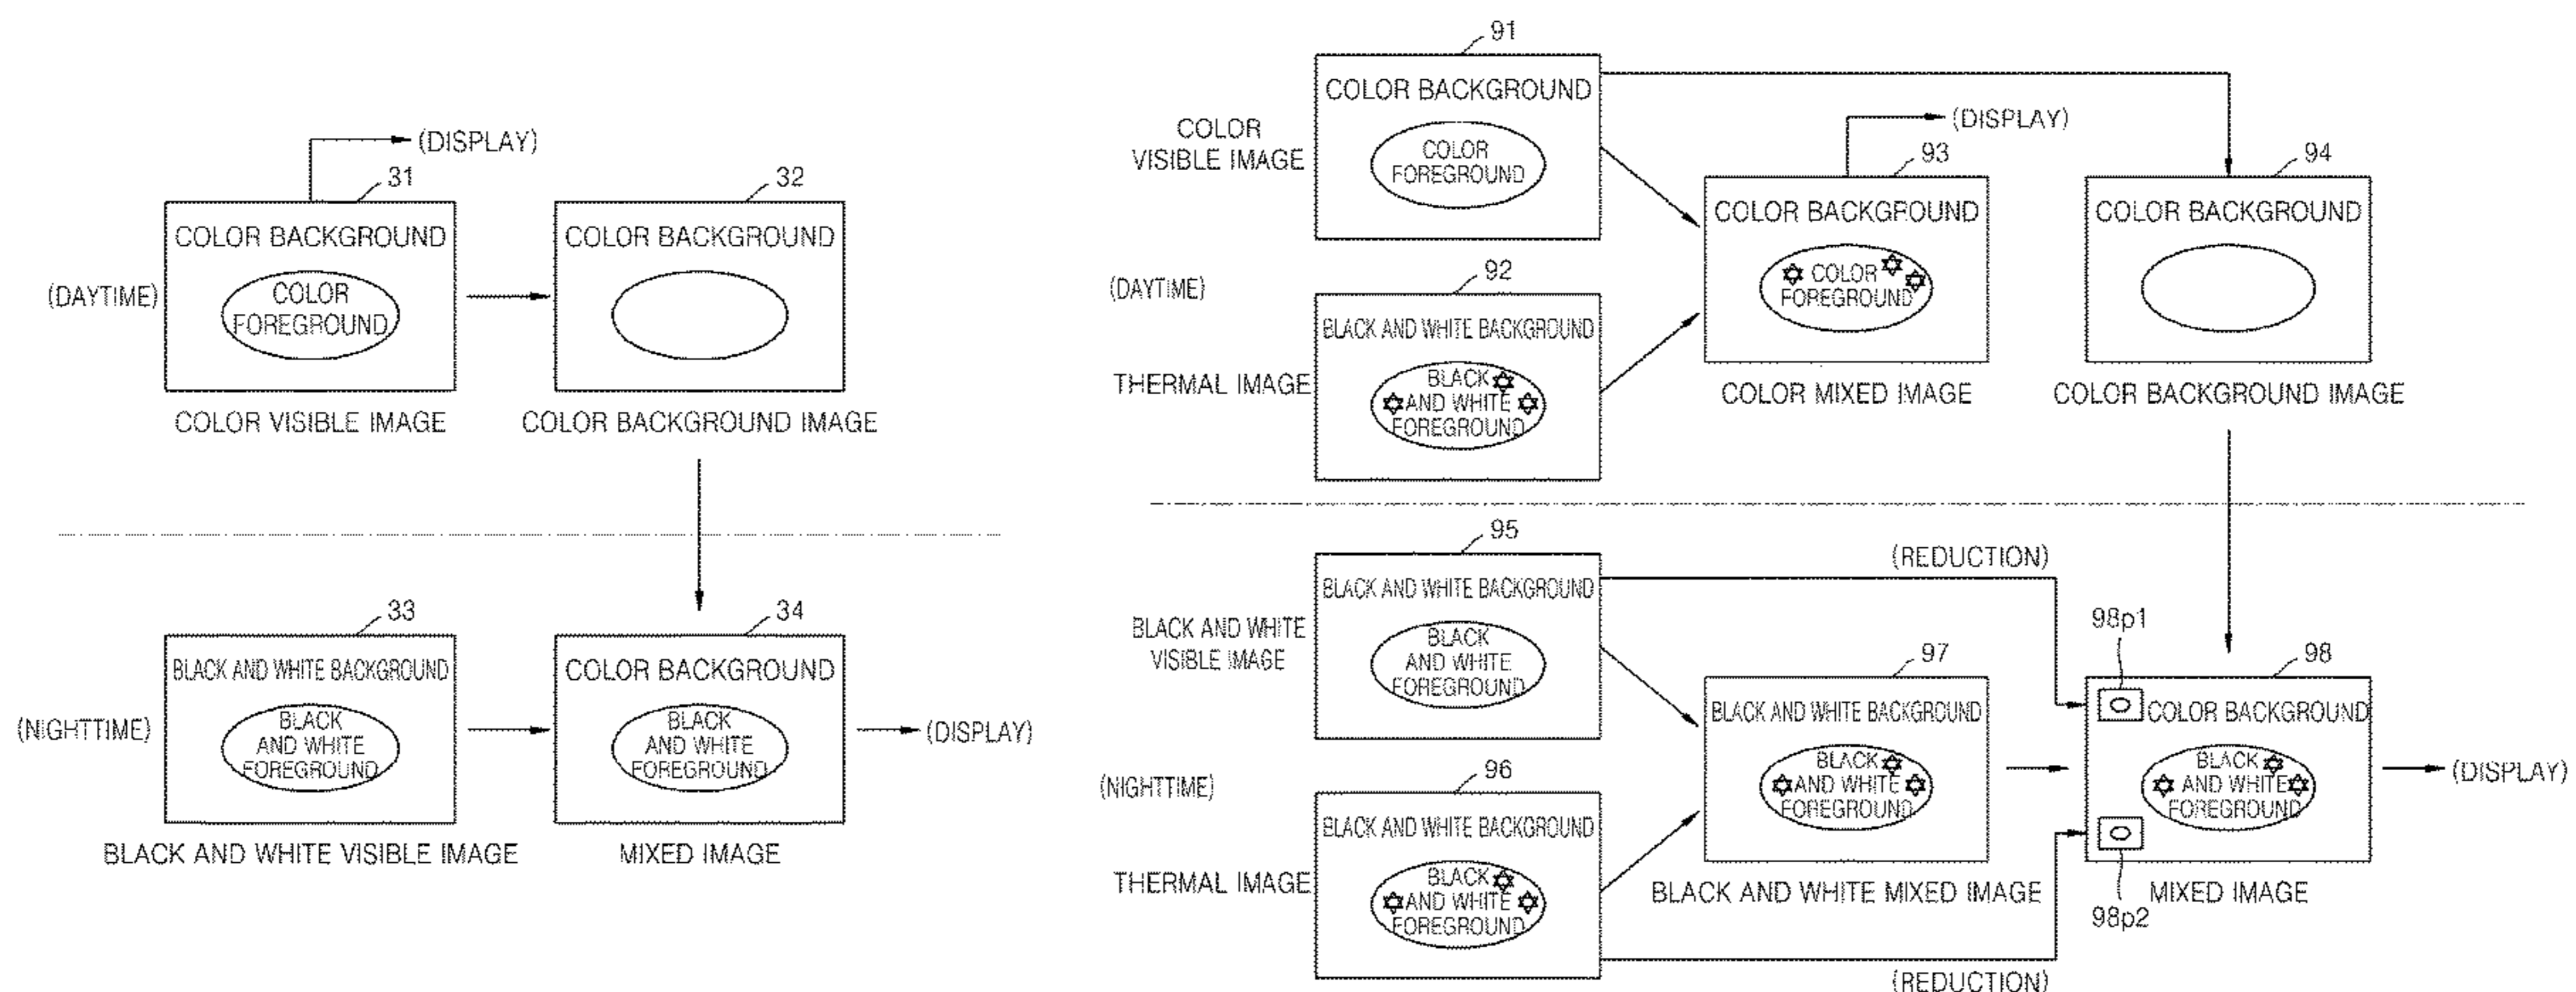 (DISPLAY)
31
32
COLOR BACKGROUND
COLOR BACKGROUND
(DAYTIME)
COLOR
FOREGROUND
COLOR VISIBLE IMAGE
COLOR BACKGROUND IMAGE
33
34
BLACK AND WHITE BACKGROUND
COLOR BACKGROUND
(NIGHTTIME)
BLACK
AND WHITE
FOREGROUND
BLACK
AND WHITE
FOREGROUND
(DISPLAY)
BLACK AND WHITE VISIBLE IMAGE
MIXED IMAGE
91
COLOR BACKGROUND
COLOR
VISIBLE IMAGE
COLOR
FOREGROUND
(DISPLAY)
93
94
COLOR BACKGROUND
COLOR BACKGROUND
(DAYTIME)
92
COLOR
FOREGROUND
BLACK AND WHITE BACKGROUND
THERMAL IMAGE
BLACK
AND WHITE
FOREGROUND
COLOR MIXED IMAGE
COLOR BACKGROUND IMAGE
95
(REDUCTION)
BLACK AND WHITE BACKGROUND
BLACK AND WHITE
VISIBLE IMAGE
BLACK
AND WHITE
FOREGROUND
98p1
97
98
BLACK AND WHITE BACKGROUND
COLOR BACKGROUND
(NIGHTTIME)
96
BLACK
AND WHITE
FOREGROUND
BLACK
AND WHITE
FOREGROUND
(DISPLAY)
BLACK AND WHITE BACKGROUND
THERMAL IMAGE
BLACK
AND WHITE
FOREGROUND
BLACK AND WHITE MIXED IMAGE
MIXED IMAGE
98p2
(REDUCTION)